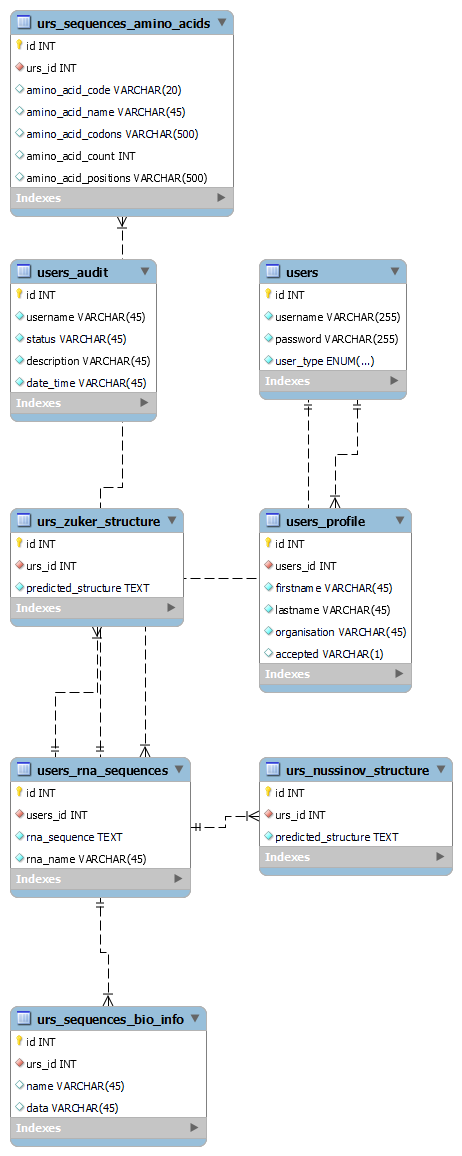 urs_sequences_amino_acids
id INT
urs_id INT
amino_acid_code VARCHAR(20)
amino_acid_name VARCHAR(45)
amino_acid_codons VARCHAR(500)
amino_acid_count INT
amino_acid_positions VARCHAR(500)
Indexes
users_audit
id INT
username VARCHAR(45)
status VARCHAR(45)
description VARCHAR(45)
date_time VARCHAR(45)
Indexes
users
id INT
username VARCHAR(255)
password VARCHAR(255)
user_type ENUM(...)
Indexes
urs_zuker_structure
id INT
urs_id INT
predicted_structure TEXT
Indexes
users_profile
id INT
users_id INT
firstname VARCHAR(45)
lastname VARCHAR(45)
organisation VARCHAR(45)
accepted VARCHAR(1)
Indexes
users_rna_sequences
id INT
users_id INT
rna_sequence TEXT
rna_name VARCHAR(45)
Indexes
urs_nussinov_structure
id INT
urs_id INT
predicted_structure TEXT
Indexes
urs_sequences_bio_info
id INT
urs_id INT
name VARCHAR(45)
data VARCHAR(45)
Indexes